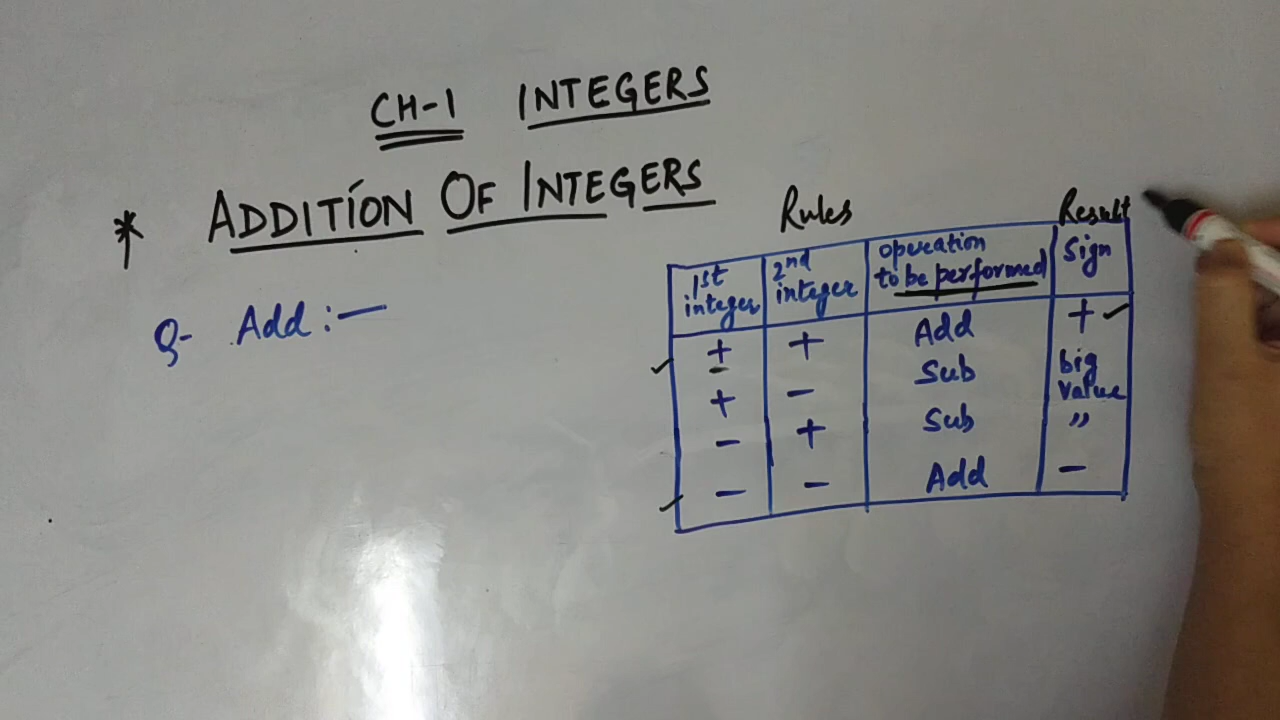 CH-1 INTEGERS
* ADDITION OF INTEGERS
Q- Add :-
Rules
1st integer 2nd integer operation to be performed Result Sign
+ + Add +
+ - Sub big value
- + Sub "
- - Add -